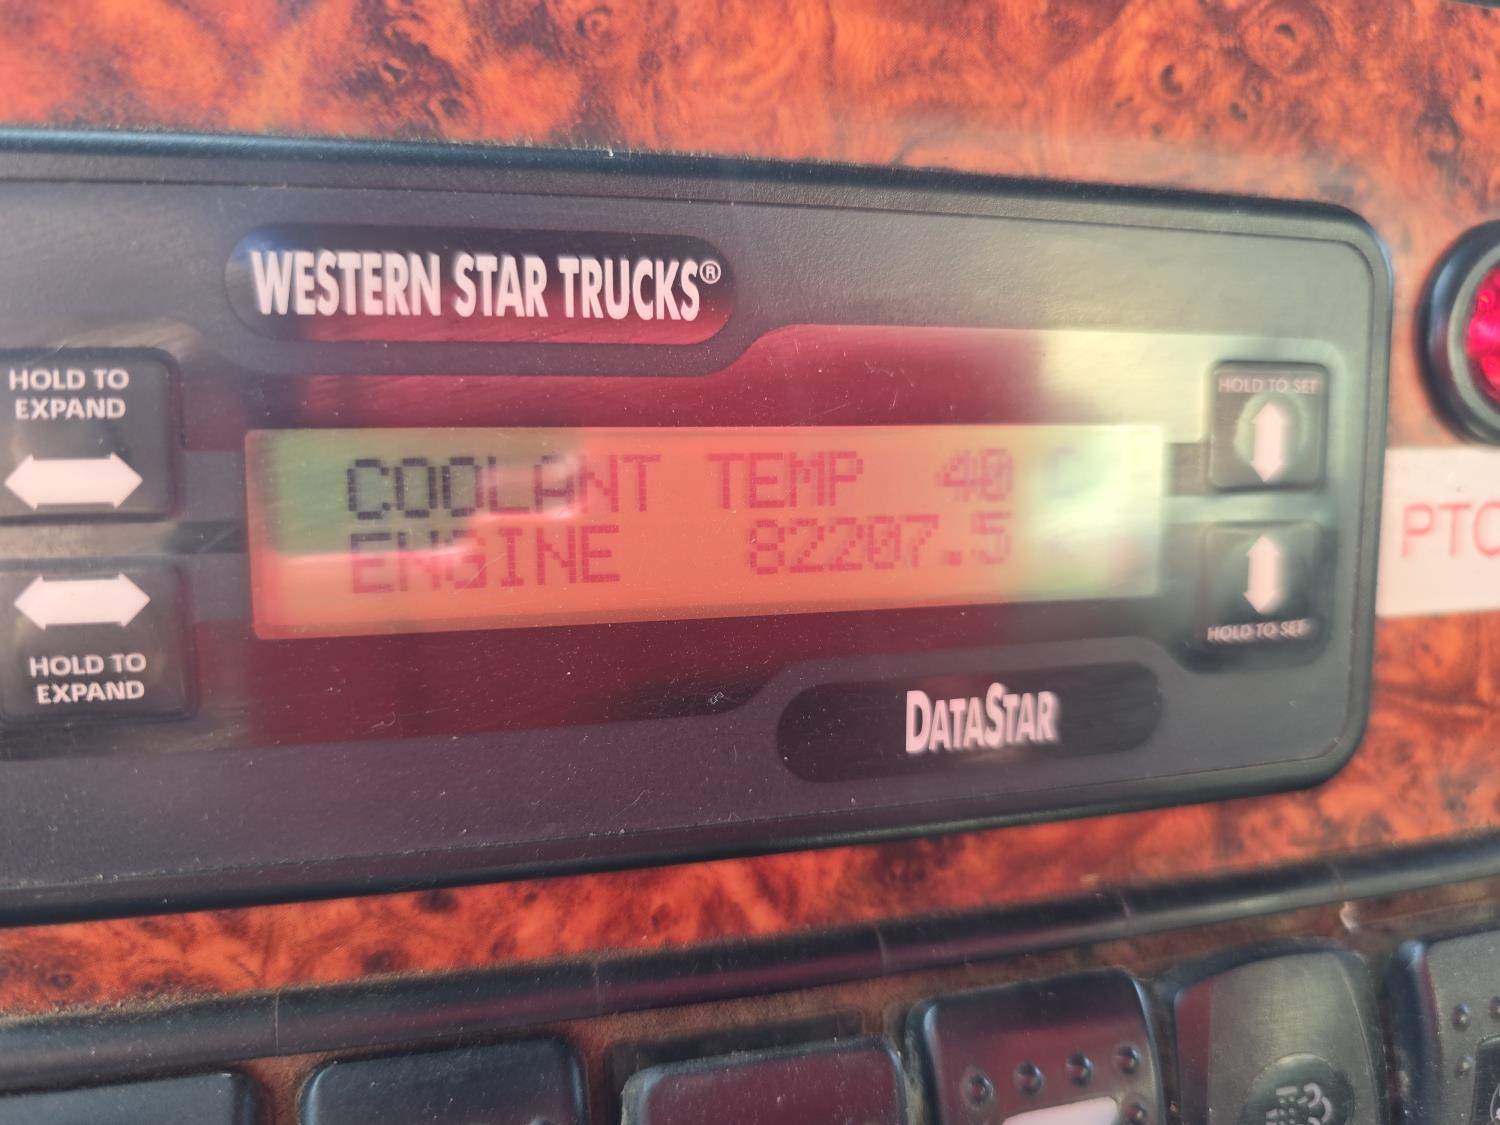 WESTERN STAR TRUCKS®
HOLD TO
EXPAND
HOLD TO SET
COOLANT TEMP 40 C
ENGINE 82207.5
PTO
HOLD TO
EXPAND
HOLD TO SET
DATASTAR